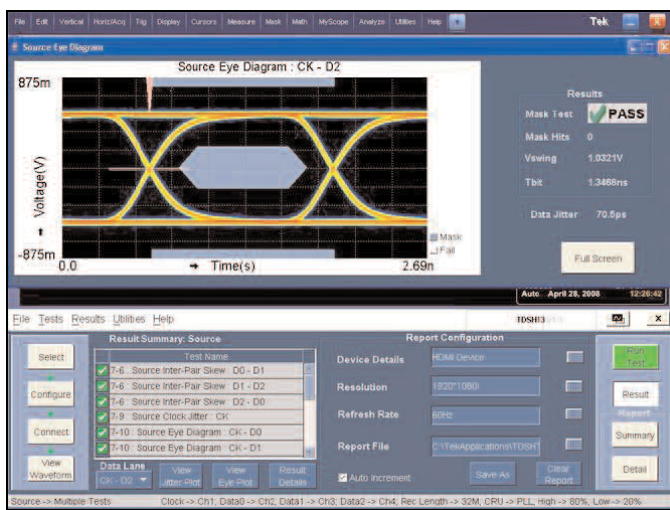 File Edit Vertical Horiz/Acq Trig Display Cursors Measure Mask Math MyScope Analyze Utilities Help Tek
Source Eye Diagram
Source Eye Diagram : CK - D2
875m
Voltage(V)
-875m
0.0
Time(s)
2.69n
Mask
Fail
Results
Mask Test PASS
Mask Hits 0
Vswing 1.0321V
Tbit 1.3468ns
Data Jitter 70.5ps
Full Screen
Auto April 28, 2008 12:26:42
File Tests Results Utilities Help
X
Select
Configure
Connect
View Waveform
Result Summary: Source
Test Name
7-6 : Source Inter-Pair Skew : D0 - D1
7-6 : Source Inter-Pair Skew : D1 - D2
7-6 : Source Inter-Pair Skew : D2 - D0
7-9 : Source Clock Jitter : CK
7-10 : Source Eye Diagram : CK - D0
7-10 : Source Eye Diagram : CK - D1
Data Lane
CK - D2
View Jitter Plot
View Eye Plot
Result Details
Report Configuration
Device Details HDMI Device
Resolution 1920*1080i
Refresh Rate 60Hz
Report File C:\TekApplications\TDSHT
Auto Increment
Save As
Clear Report
Run Test
Result
Report
Summary
Detail
Source -> Multiple Tests Clock -> Ch1, Data0 -> Ch2, Data1 -> Ch3, Data2 -> Ch4, Rec Length -> 32M, CRU -> PLL, High -> 80%, Low -> 20%